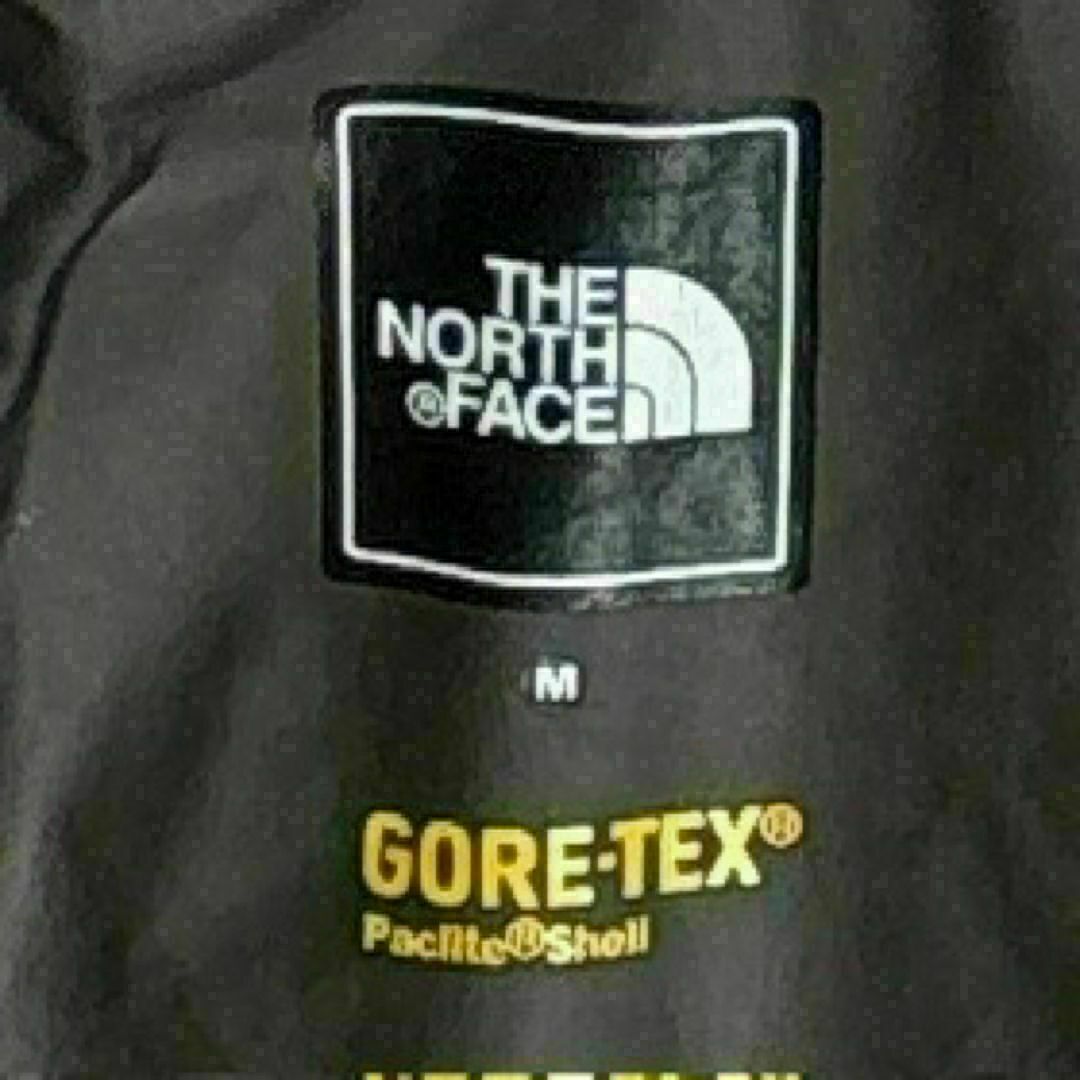 THE
NORTH
®FACE
M
GORE-TEX®
Paclite®Shell